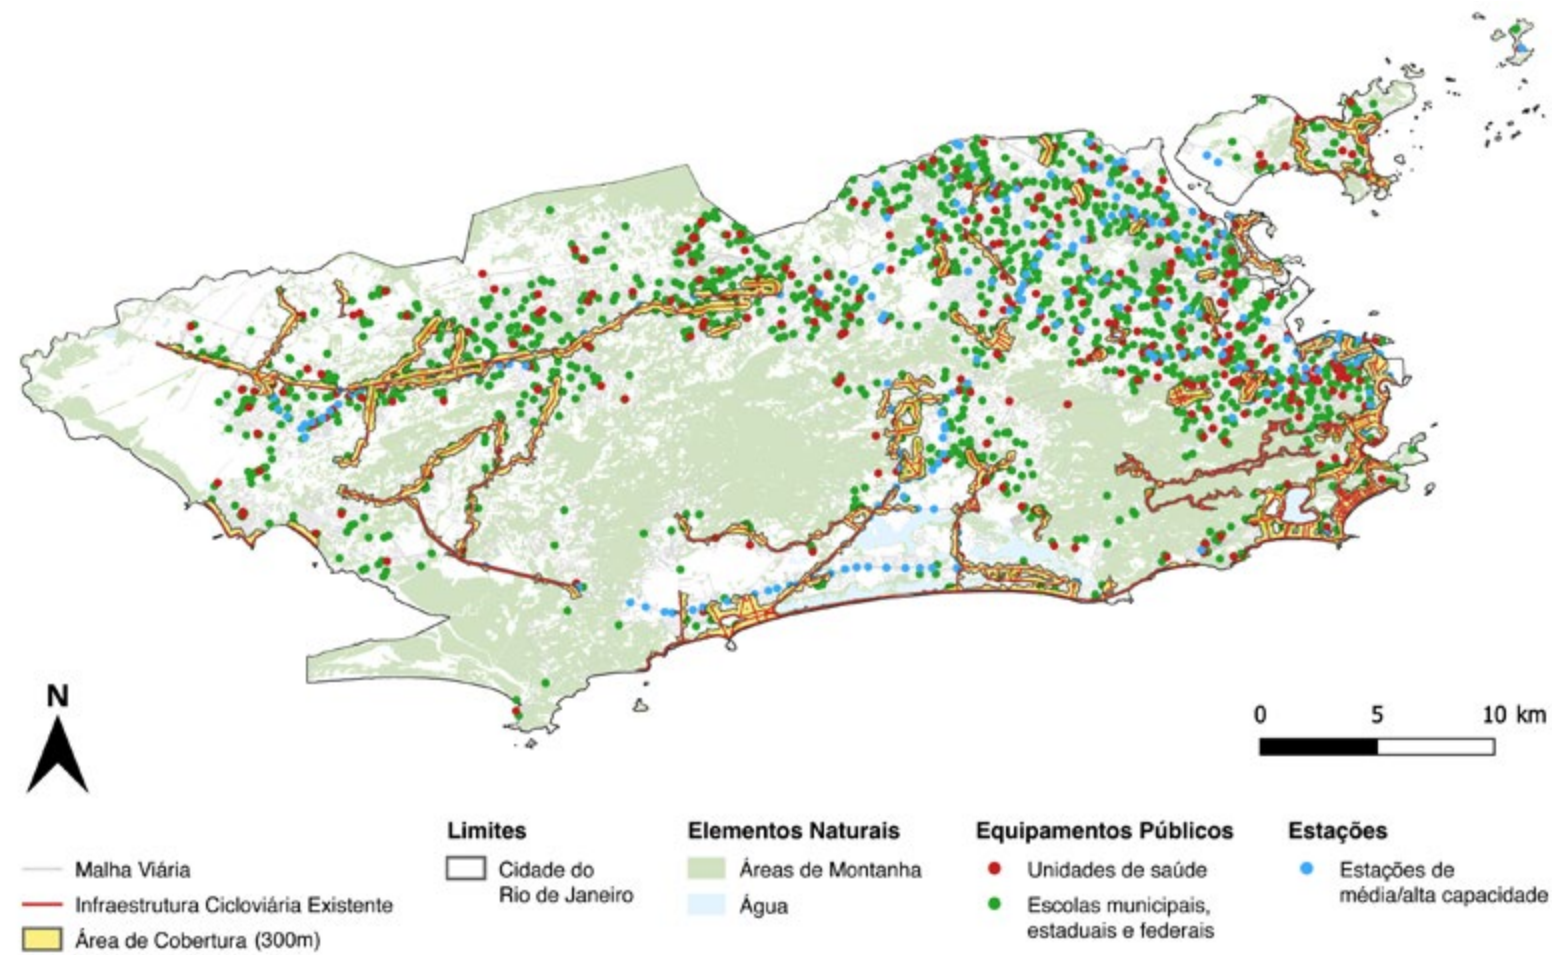 N
0 5 10 km
Malha Viária
Infraestrutura Cicloviária Existente
Área de Cobertura (300m)
Limites
Cidade do
Rio de Janeiro
Elementos Naturais
Áreas de Montanha
Água
Equipamentos Públicos
Unidades de saúde
Escolas municipais,
estaduais e federais
Estações
Estações de
média/alta capacidade